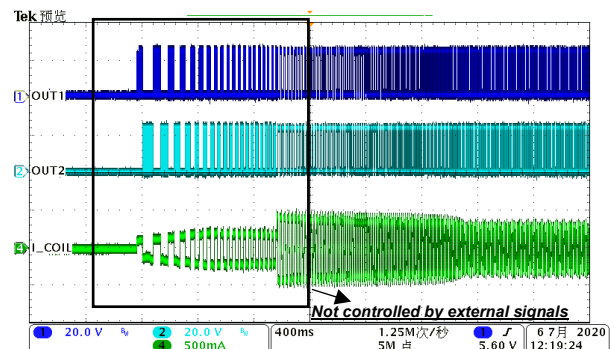 Tek 预览
1 OUT1
2 OUT2
4 I_COIL
Not controlled by external signals
1 20.0 V 2 20.0 V 400ms 1.25M次/秒 1 5.60 V
4 500mA 5M 点
6 7月 2020
12:19:24